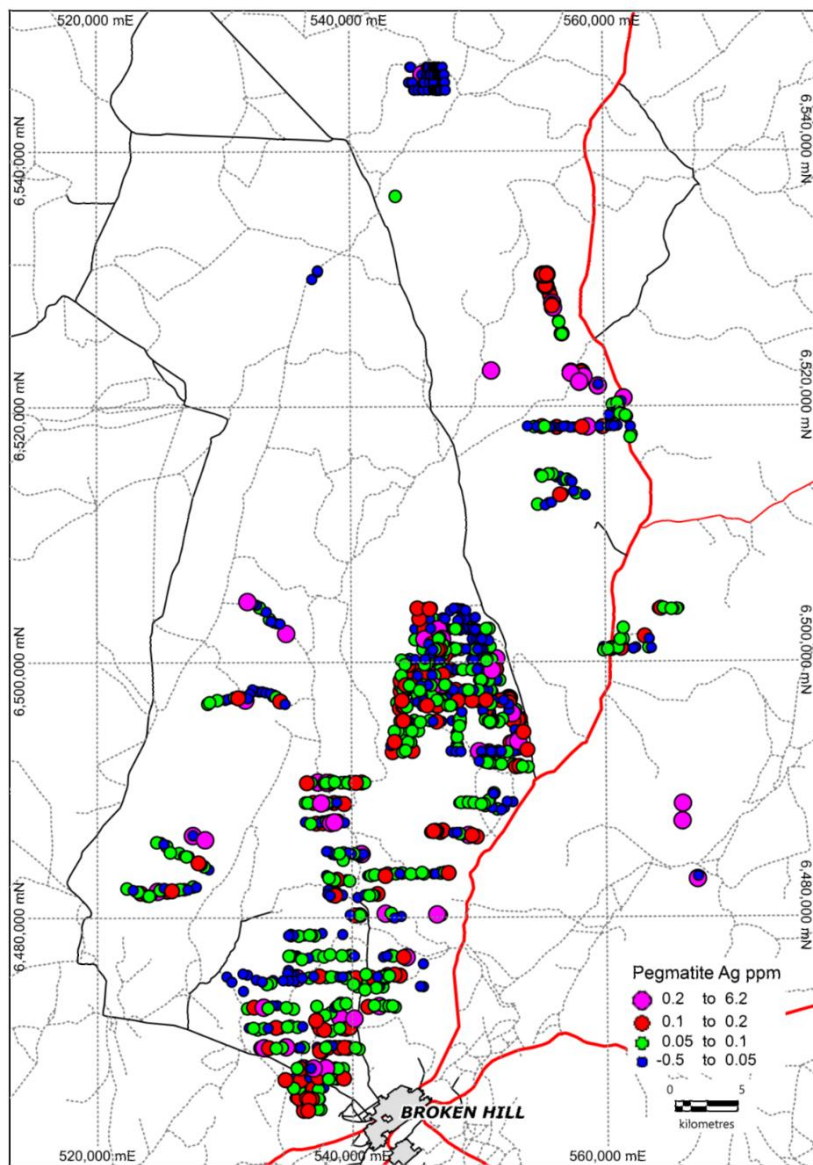 520,000 mE
540,000 mE
560,000 mE
6,540,000 mN
6,540,000 mN
6,520,000 mN
6,520,000 mN
6,500,000 mN
6,500,000 mN
6,480,000 mN
6,480,000 mN
Pegmatite Ag ppm
0.2 to 6.2
0.1 to 0.2
0.05 to 0.1
-0.5 to 0.05
0 5
kilometres
BROKEN HILL
520,000 mE
540,000 mE
560,000 mE